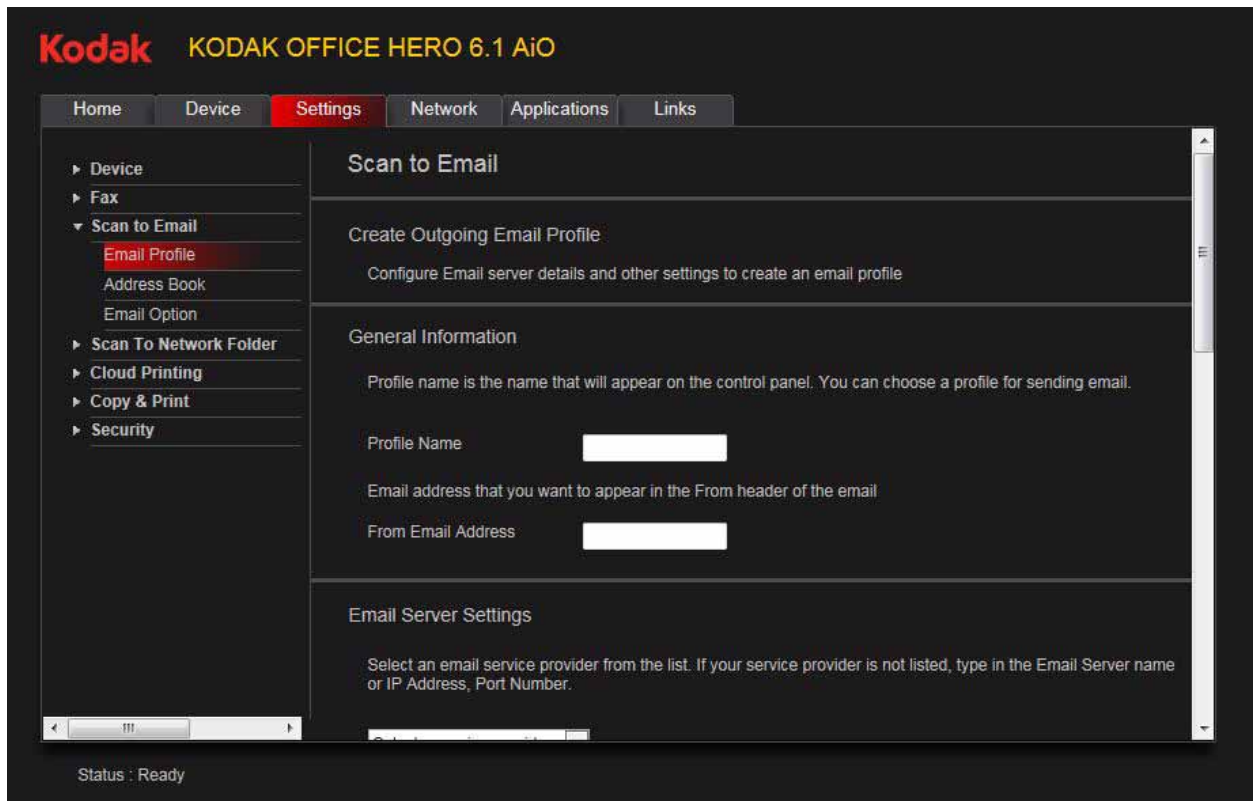 Kodak KODAK OFFICE HERO 6.1 AiO
Home Device Settings Network Applications Links
Device
Fax
Scan to Email
Email Profile
Address Book
Email Option
Scan To Network Folder
Cloud Printing
Copy & Print
Security
Scan to Email
Create Outgoing Email Profile
Configure Email server details and other settings to create an email profile
General Information
Profile name is the name that will appear on the control panel. You can choose a profile for sending email.
Profile Name
Email address that you want to appear in the From header of the email
From Email Address
Email Server Settings
Select an email service provider from the list. If your service provider is not listed, type in the Email Server name
or IP Address, Port Number.
Status : Ready